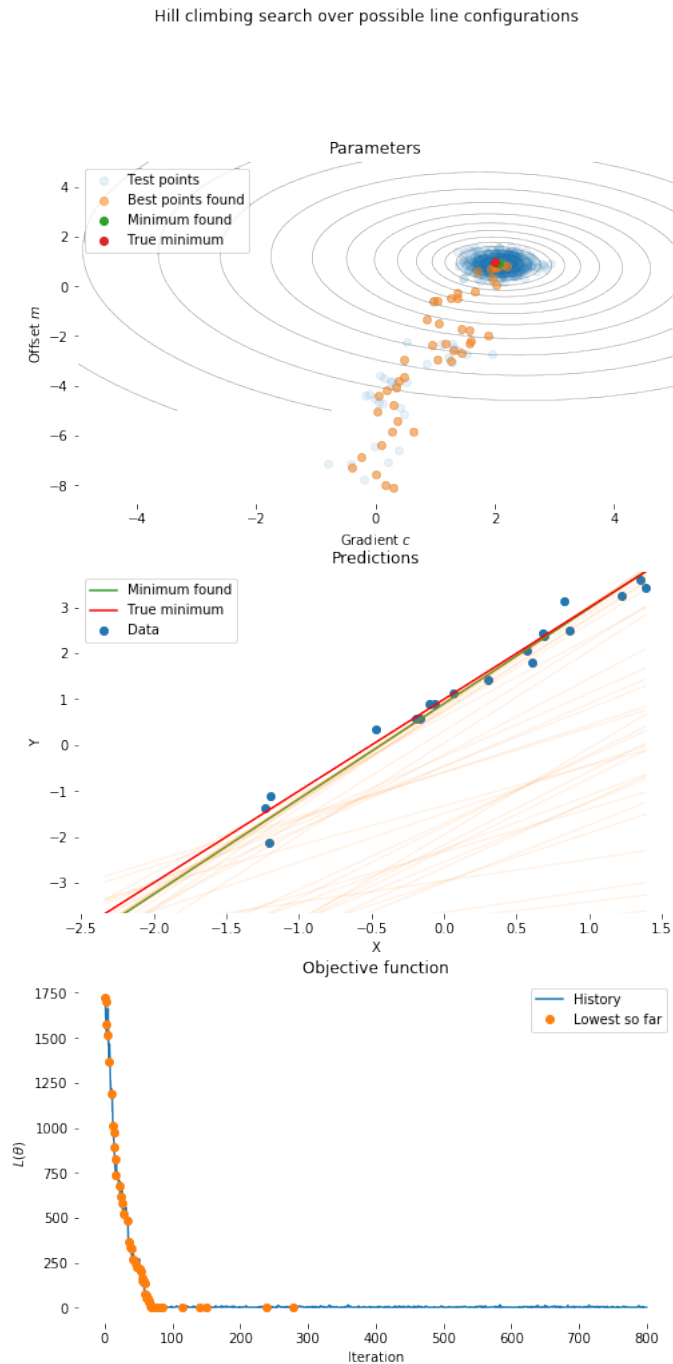 Hill climbing search over possible line configurations
Parameters
Test points
Best points found
Minimum found
True minimum
4
2
0
−2
−4
−6
−8
Offset m
−4
−2
0
2
4
Gradient c
Predictions
Minimum found
True minimum
Data
3
2
1
0
−1
−2
−3
Y
−2.5
−2.0
−1.5
−1.0
−0.5
0.0
0.5
1.0
1.5
X
Objective function
History
Lowest so far
1750
1500
1250
1000
750
500
250
0
L(θ)
0
100
200
300
400
500
600
700
800
Iteration